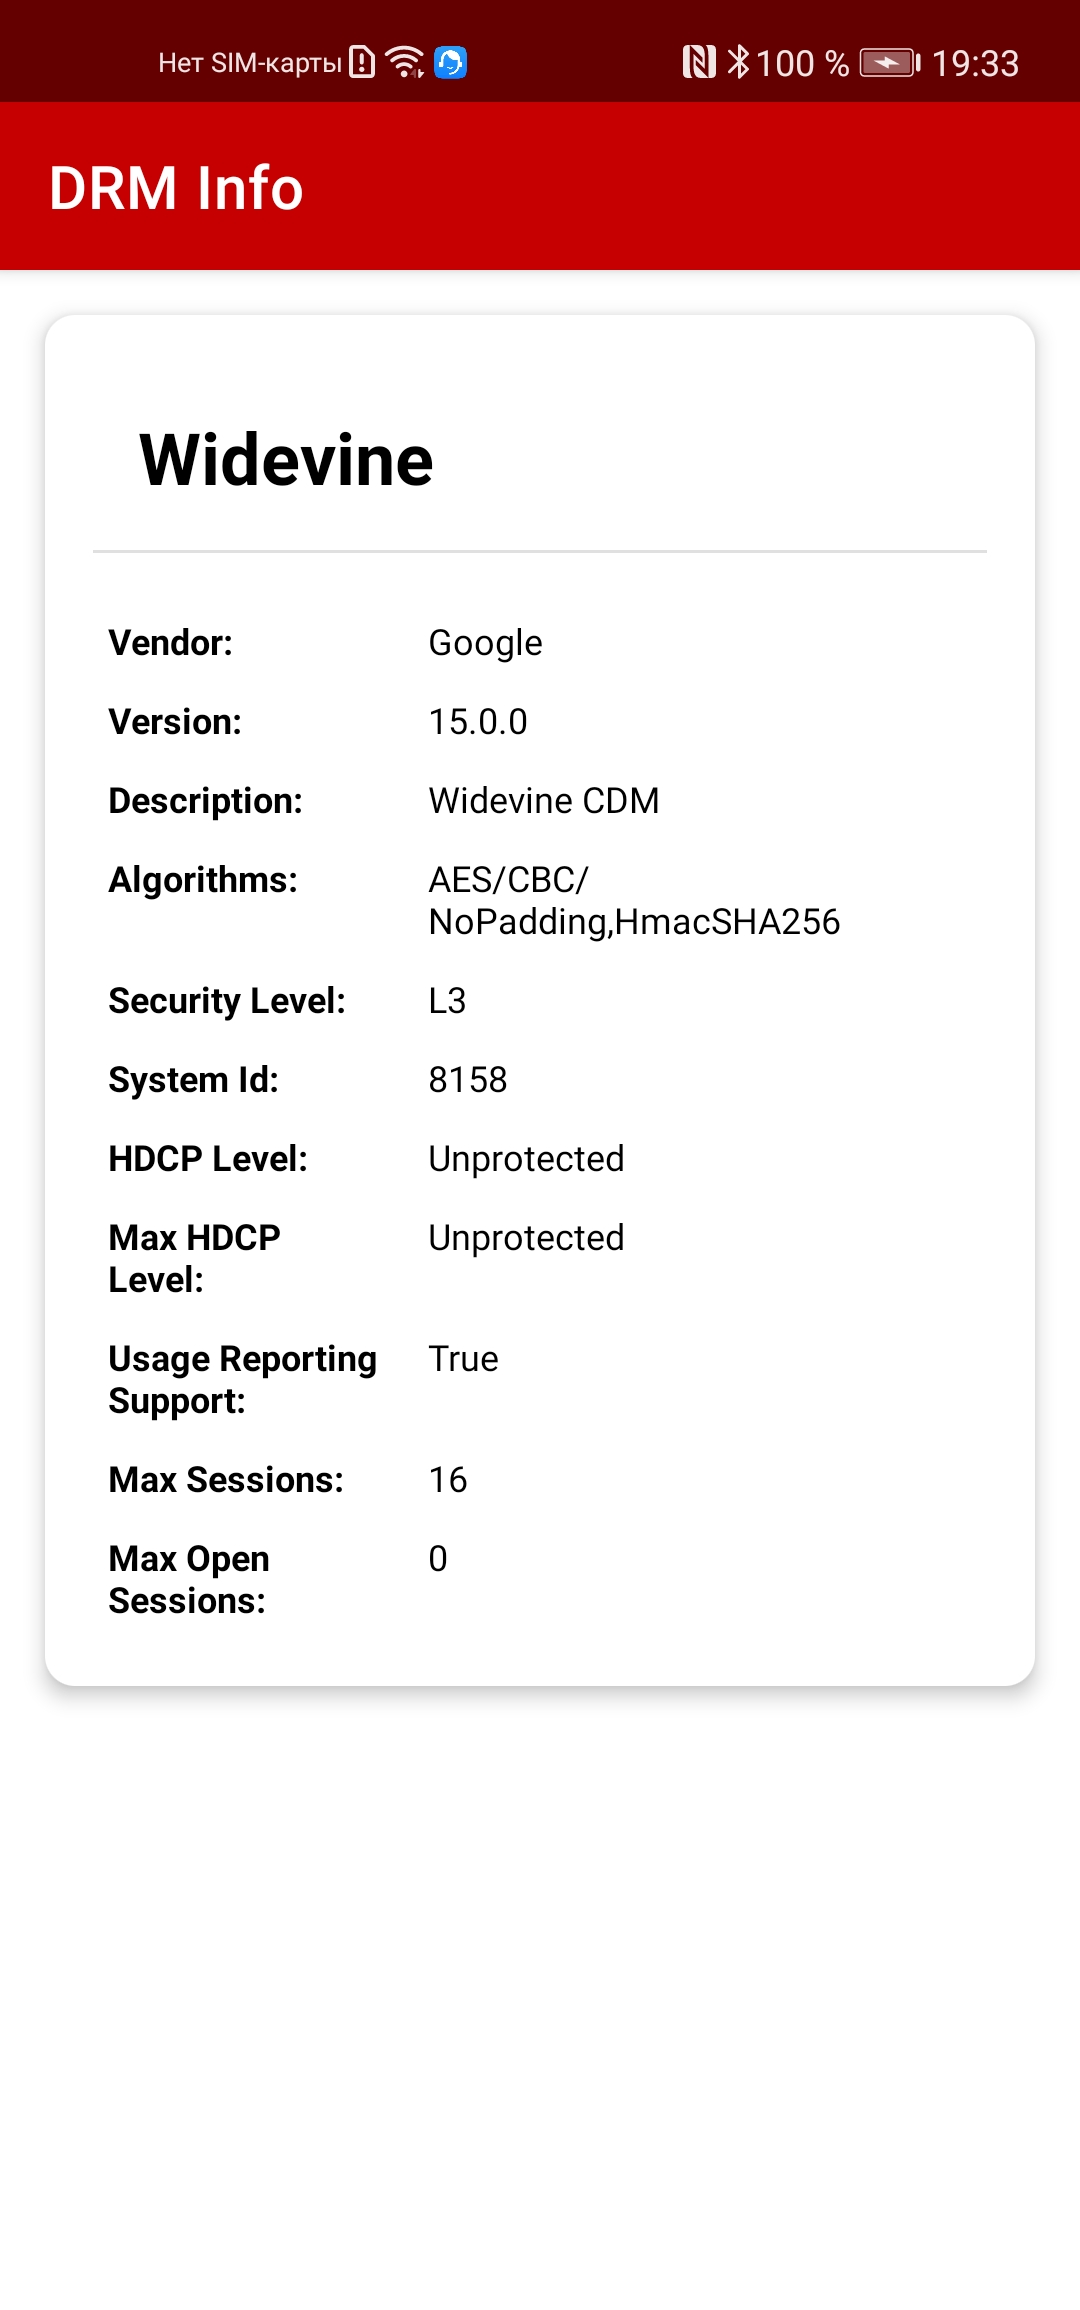 Нет SIM-карты 100 % 19:33
DRM Info
Widevine
Vendor: Google
Version: 15.0.0
Description: Widevine CDM
Algorithms: AES/CBC/
NoPadding,HmacSHA256
Security Level: L3
System Id: 8158
HDCP Level: Unprotected
Max HDCP Unprotected
Level:
Usage Reporting True
Support:
Max Sessions: 16
Max Open 0
Sessions: